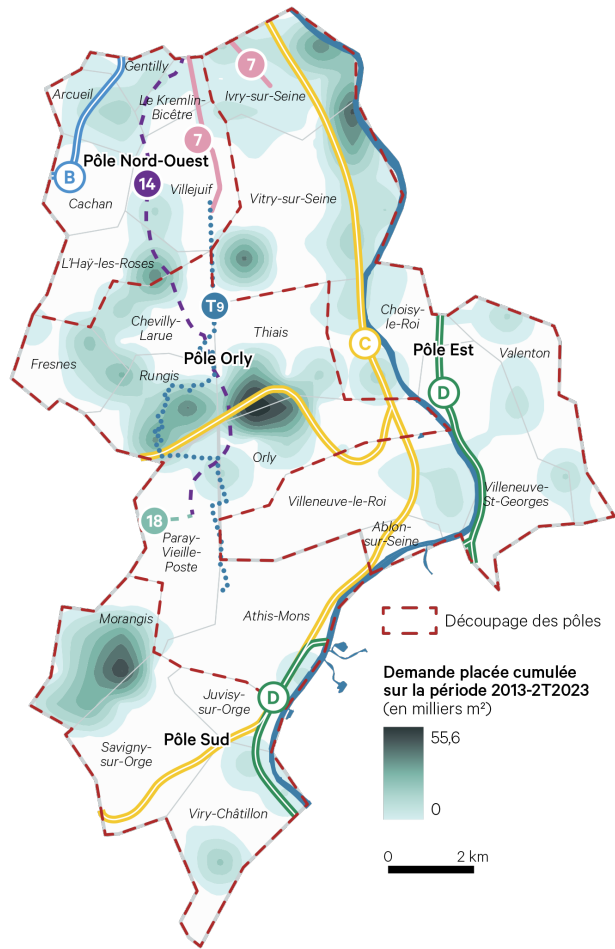 Gentilly
7
Arcueil
Le Kremlin-
Bicêtre
Ivry-sur-Seine
7
Pôle Nord-Ouest
B
14
Villejuif
Cachan
Vitry-sur-Seine
L'Haÿ-les-Roses
T9
Chevilly-
Larue
Thiais
Choisy-
le-Roi
C
Pôle Est
Valenton
Fresnes
Pôle Orly
Rungis
D
Orly
Villeneuve-le-Roi
Villeneuve-
St-Georges
18
Ablon-
sur-Seine
Paray-
Vieille-
Poste
Morangis
Athis-Mons
Découpage des pôles
Demande placée cumulée
sur la période 2013-2T2023
(en milliers m²)
55,6
0
Juvisy-
sur-Orge
D
Pôle Sud
Savigny-
sur-Orge
Viry-Châtillon
0 2 km